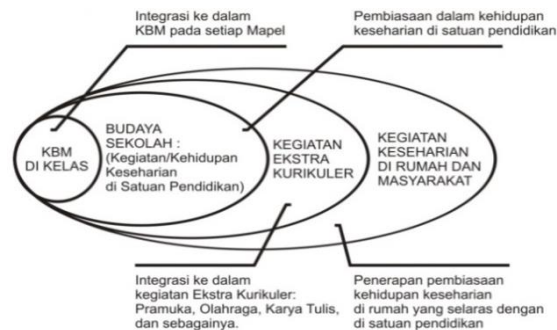 Integrasi ke dalam
KBM pada setiap Mapel
Pembiasaan dalam kehidupan
keseharian di satuan pendidikan
KBM
DI KELAS
BUDAYA
SEKOLAH :
(Kegiatan/Kehidupan
Keseharian
di Satuan Pendidikan)
KEGIATAN
EKSTRA
KURIKULER
KEGIATAN
KESEHARIAN
DI RUMAH DAN
MASYARAKAT
Integrasi ke dalam
kegiatan Ekstra Kurikuler:
Pramuka, Olahraga, Karya Tulis,
dan sebagainya.
Penerapan pembiasaan
kehidupan keseharian
di rumah yang selaras dengan
di satuan pendidikan